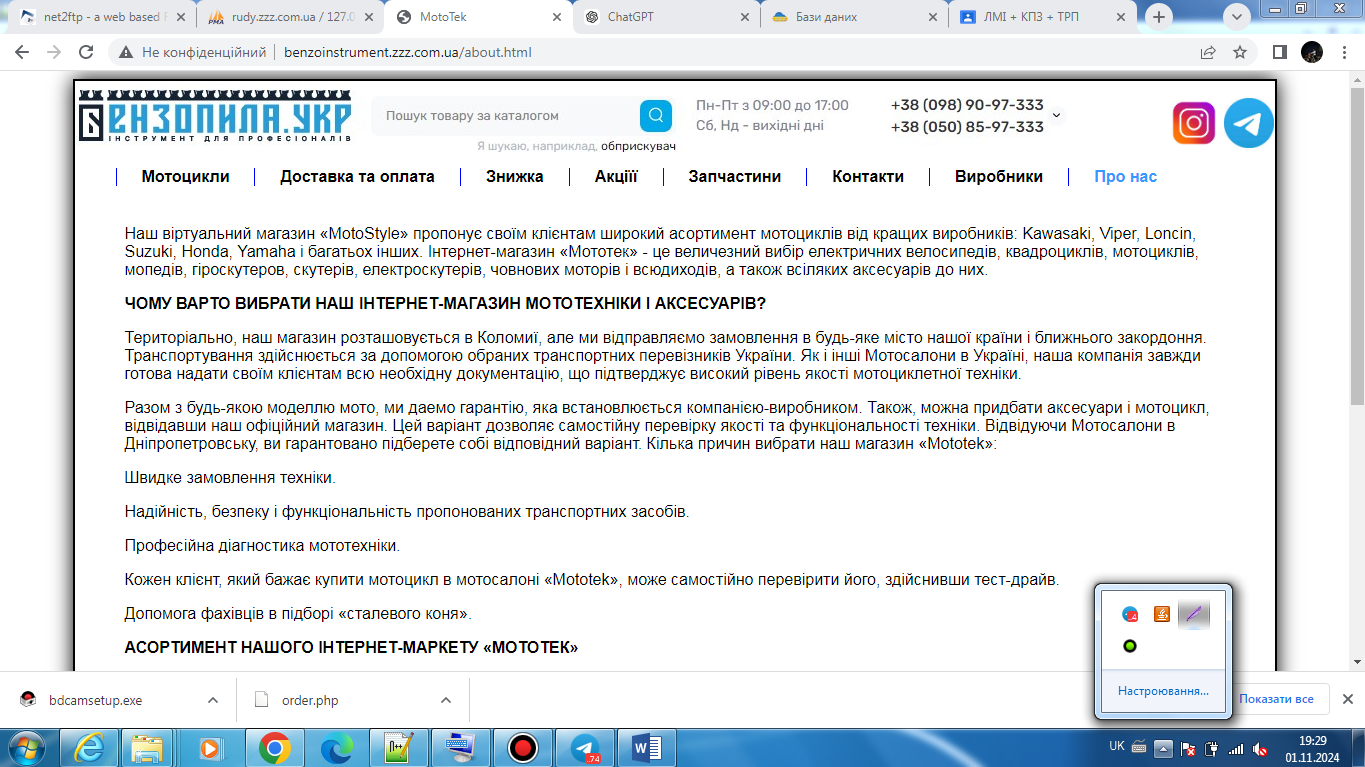 net2ftp - a web based F
rudy.zzz.com.ua / 127.0
MotoTek
ChatGPT
Бази даних
ЛМІ + КПЗ + ТРП
Не конфіденційний
benzoinstrument.zzz.com.ua/about.html
БЕНЗОПИЛА.УКР
ІНСТРУМЕНТ ДЛЯ ПРОФЕСІОНАЛІВ
Пошук товару за каталогом
Я шукаю, наприклад, обприскувач
Пн-Пт з 09:00 до 17:00
Сб, Нд - вихідні дні
+38 (098) 90-97-333
+38 (050) 85-97-333
Мотоцикли
Доставка та оплата
Знижка
Акціїї
Запчастини
Контакти
Виробники
Про нас
Наш віртуальний магазин «MotoStyle» пропонує своїм клієнтам широкий асортимент мотоциклів від кращих виробників: Kawasaki, Viper, Loncin,
Suzuki, Honda, Yamaha і багатьох інших. Інтернет-магазин «Мототек» - це величезний вибір електричних велосипедів, квадроциклів, мотоциклів,
мопедів, гіроскутеров, скутерів, електроскутерів, човнових моторів і всюдиходів, а також всіляких аксесуарів до них.
ЧОМУ ВАРТО ВИБРАТИ НАШ ІНТЕРНЕТ-МАГАЗИН МОТОТЕХНІКИ І АКСЕСУАРІВ?
Територіально, наш магазин розташовується в Коломиї, але ми відправляємо замовлення в будь-яке місто нашої країни і ближнього закордоння.
Транспортування здійснюється за допомогою обраних транспортних перевізників України. Як і інші Мотосалони в Україні, наша компанія завжди
готова надати своїм клієнтам всю необхідну документацію, що підтверджує високий рівень якості мотоциклетної техніки.
Разом з будь-якою моделлю мото, ми даемо гарантію, яка встановлюється компанією-виробником. Також, можна придбати аксесуари і мотоцикл,
відвідавши наш офіційний магазин. Цей варіант дозволяє самостійну перевірку якості та функціональності техніки. Відвідуючи Мотосалони в
Дніпропетровську, ви гарантовано підберете собі відповідний варіант. Кілька причин вибрати наш магазин «Mototek»:
Швидке замовлення техніки.
Надійність, безпеку і функціональність пропонованих транспортних засобів.
Професійна діагностика мототехніки.
Кожен клієнт, який бажає купити мотоцикл в мотосалоні «Mototek», може самостійно перевірити його, здійснивши тест-драйв.
Допомога фахівців в підборі «сталевого коня».
АСОРТИМЕНТ НАШОГО ІНТЕРНЕТ-МАРКЕТУ «МОТОТЕК»
Настроювання...
bdcamsetup.exe
order.php
Показати все
.74
UK
19:29
01.11.2024